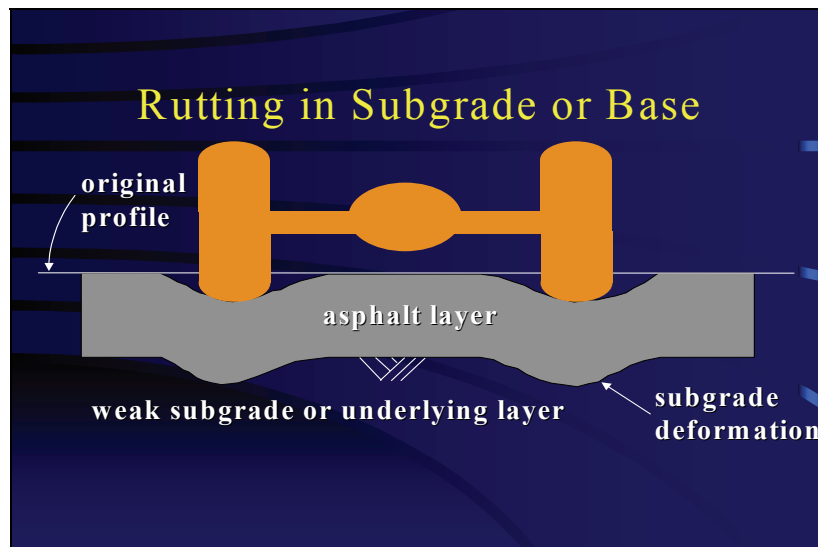 Rutting in Subgrade or Base
original
profile
asphalt layer
weak subgrade or underlying layer
subgrade
deformation